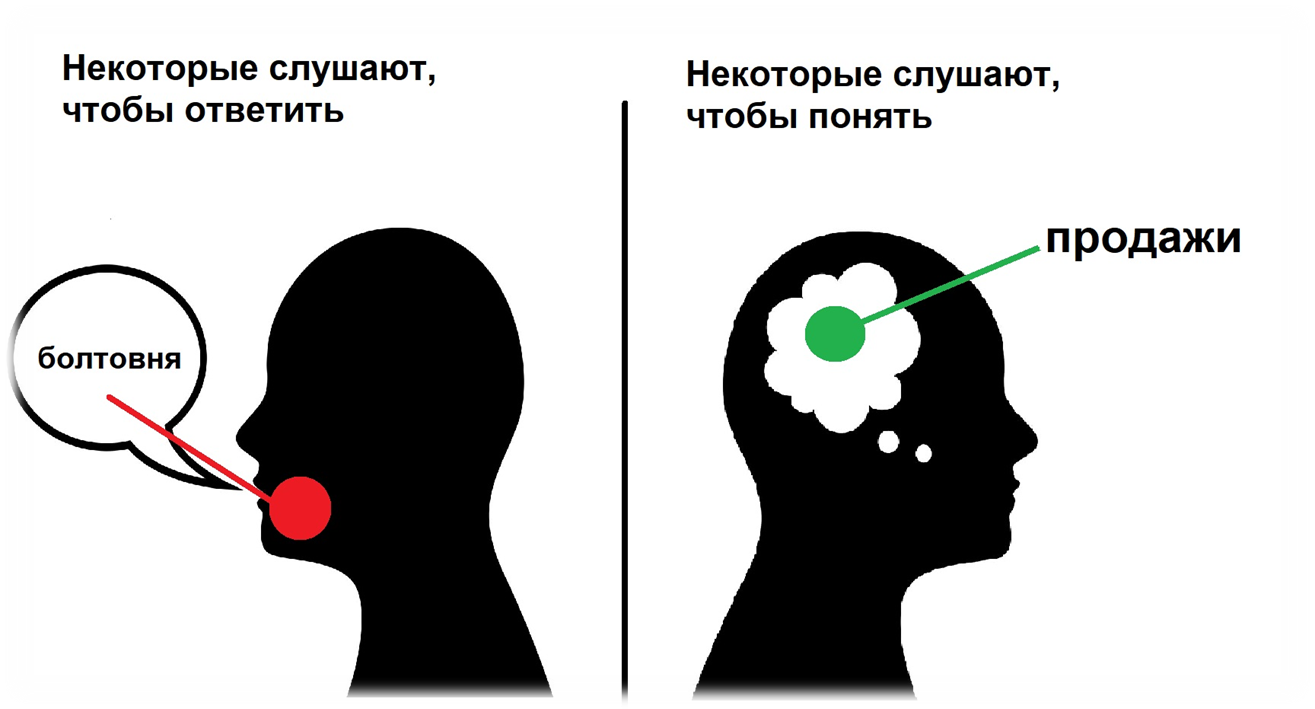 Некоторые слушают,
чтобы ответить
Некоторые слушают,
чтобы понять
продажи
болтовня